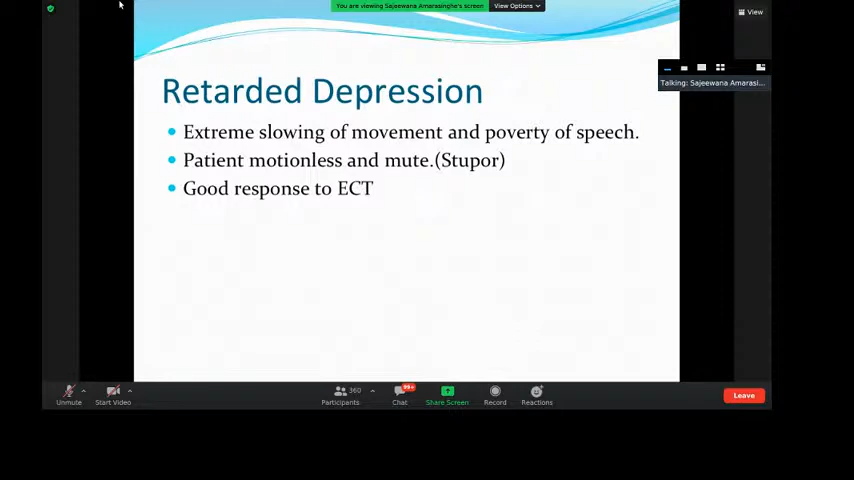 You are viewing Sajeewana Amarasinghe's screen
View Options
View
Talking: Sajeewana Amarasi...
Retarded Depression
Extreme slowing of movement and poverty of speech.
Patient motionless and mute.(Stupor)
Good response to ECT
Unmute
Start Video
360
Participants
99+
Chat
Share Screen
Record
Reactions
Leave